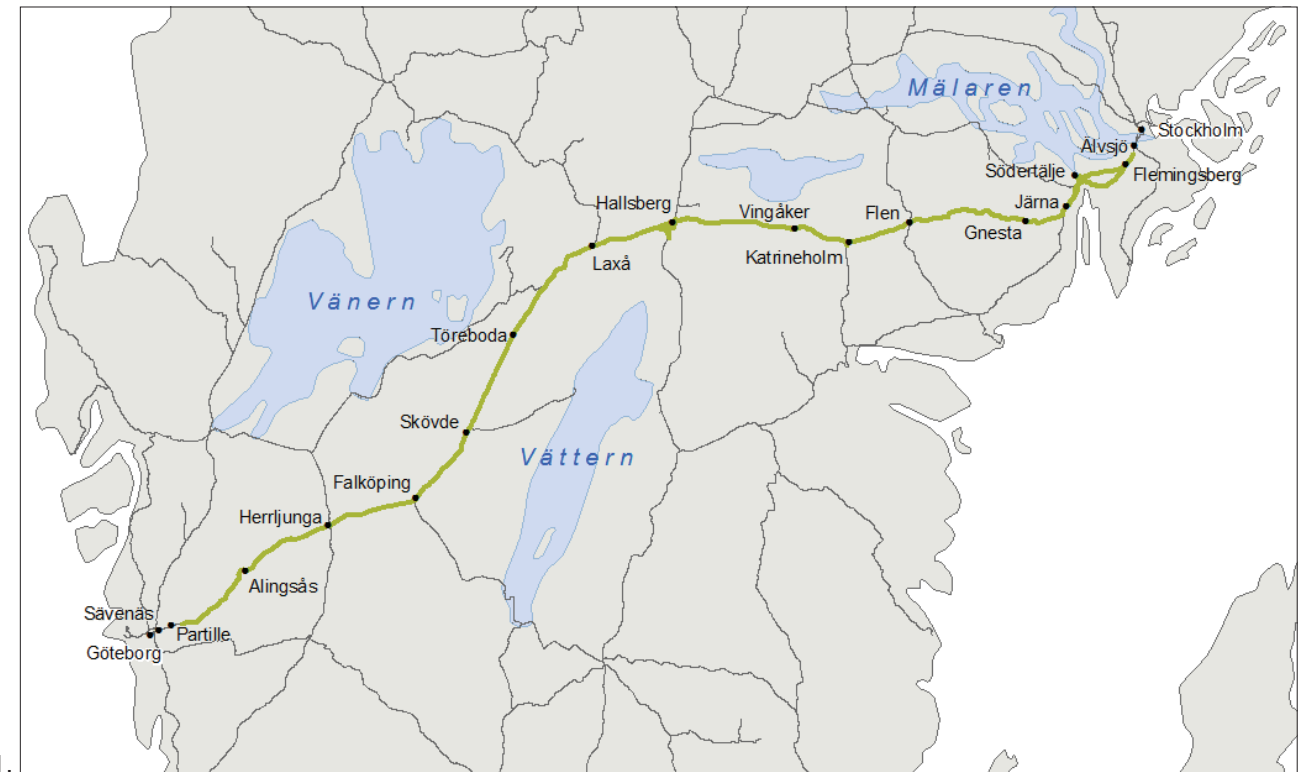 Mälaren
Stockholm
Älvsjö
Södertälje
Flemingsberg
Hallsberg
Vingåker
Flen
Järna
Gnesta
Katrineholm
Laxå
Vänern
Töreboda
Skövde
Vättern
Falköping
Herrljunga
Alingsås
Sävenäs
Partille
Göteborg